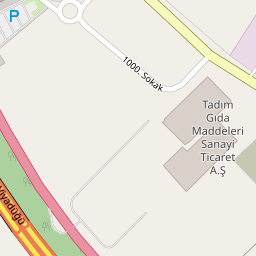 P
1000. Sokak
Tadım
Gıda
Maddeleri
Sanayi
Ticaret
A.Ş
Viyadüğü